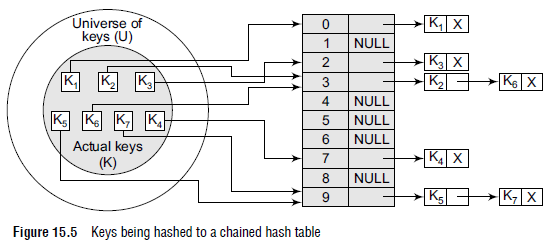 Universe of
keys (U)
K1 K2 K3
K5 K6 K7 K4
Actual keys
(K)
0 K1 X
1 NULL
2 K3 X
3 K2 K6 X
4 NULL
5 NULL
6 NULL
7 K4 X
8 NULL
9 K5 K7 X
Figure 15.5 Keys being hashed to a chained hash table